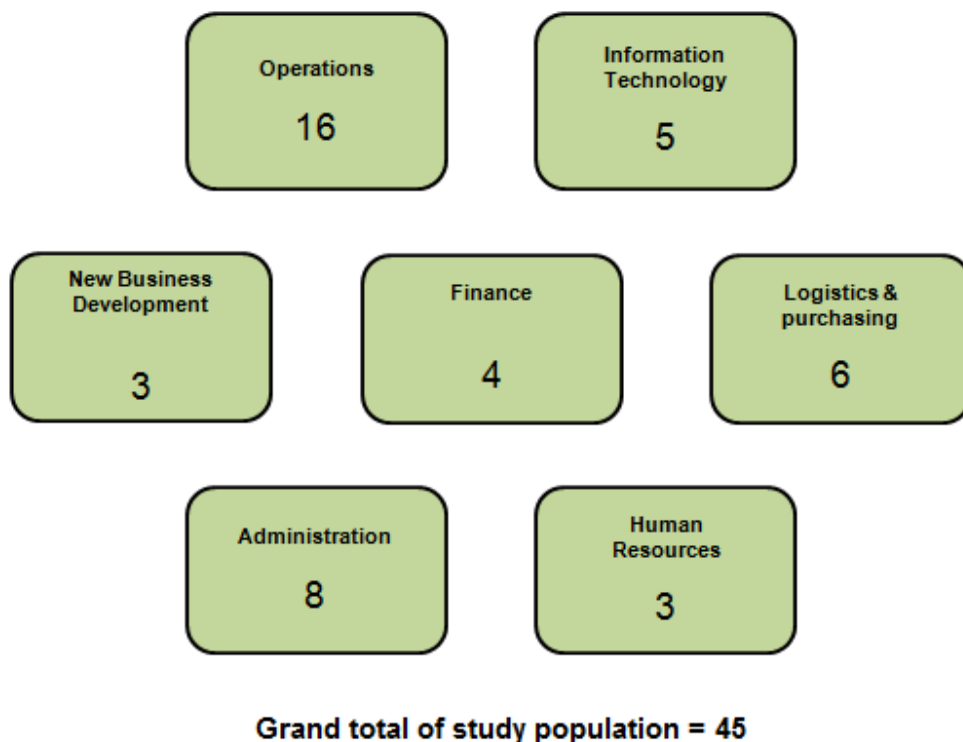 Operations
16
Information
Technology
5
New Business
Development
3
Finance
4
Logistics &
purchasing
6
Administration
8
Human
Resources
3
Grand total of study population = 45